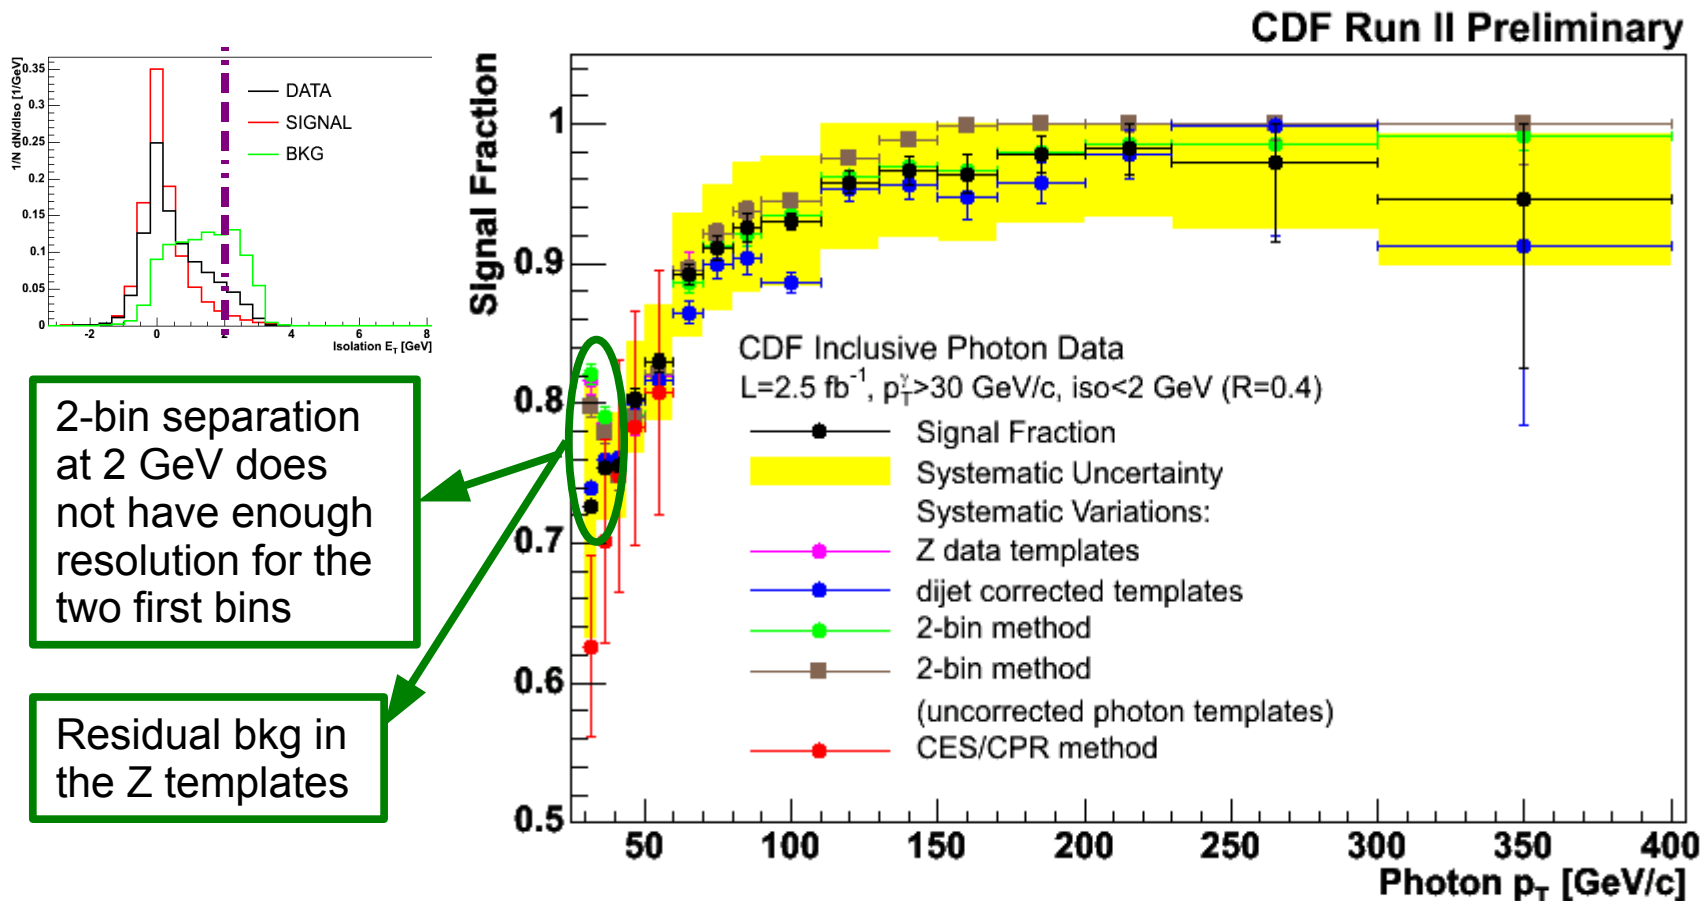 CDF Run II Preliminary
1/N dN/dIso [1/GeV]
0.35
0.3
0.25
0.2
0.15
0.1
0.05
0
DATA
SIGNAL
BKG
-2
0
2
4
6
8
Isolation E_T [GeV]
2-bin separation
at 2 GeV does
not have enough
resolution for the
two first bins
Residual bkg in
the Z templates
Signal Fraction
1
0.9
0.8
0.7
0.6
0.5
CDF Inclusive Photon Data
L=2.5 fb⁻¹, p_T^γ>30 GeV/c, iso<2 GeV (R=0.4)
Signal Fraction
Systematic Uncertainty
Systematic Variations:
Z data templates
dijet corrected templates
2-bin method
2-bin method
(uncorrected photon templates)
CES/CPR method
50
100
150
200
250
300
350
400
Photon p_T [GeV/c]